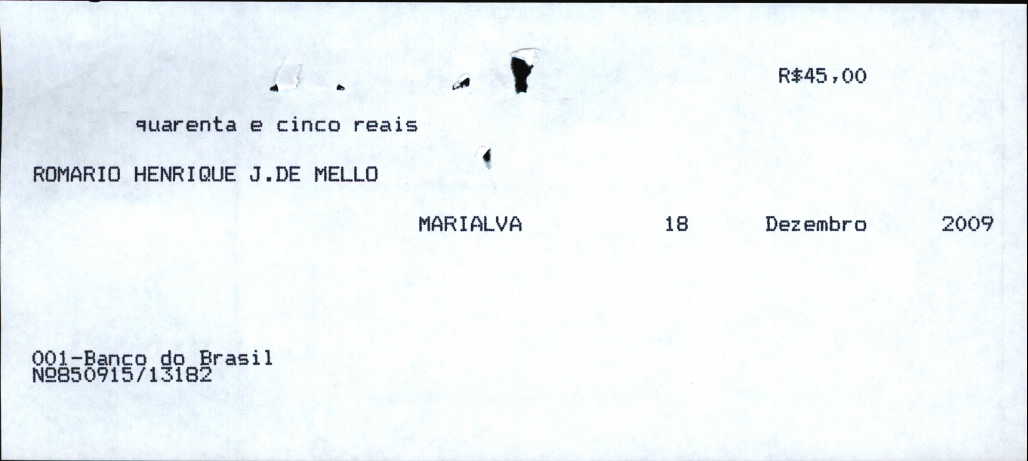 R$45,00
quarenta e cinco reais
ROMARIO HENRIQUE J.DE MELLO
MARIALVA 18 Dezembro 2009
001-Banco do Brasil
Nº850915/13182